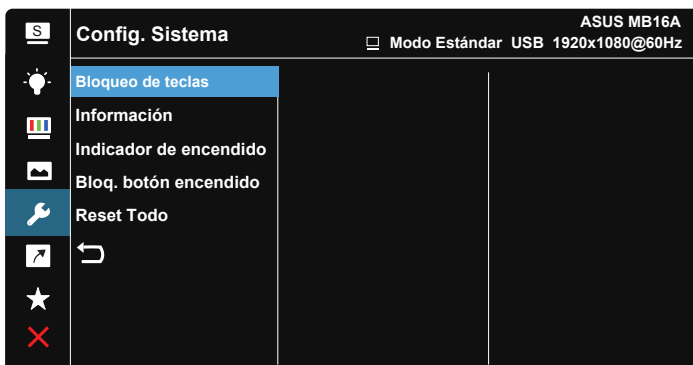 S
Config. Sistema
ASUS MB16A
Modo Estándar USB 1920x1080@60Hz
Bloqueo de teclas
Información
Indicador de encendido
Bloq. botón encendido
Reset Todo